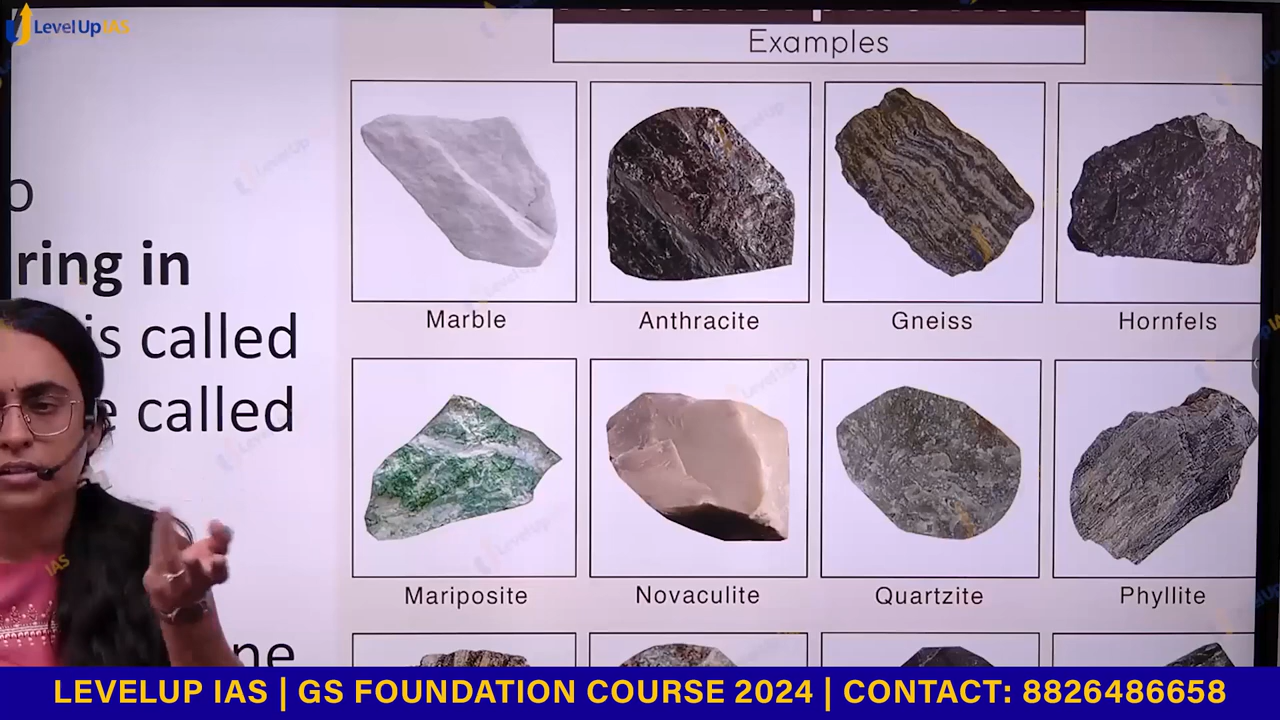 LevelUp IAS
Examples
ring in
is called
called
Marble
Anthracite
Gneiss
Hornfels
Mariposite
Novaculite
Quartzite
Phyllite
ne
LEVELUP IAS | GS FOUNDATION COURSE 2024 | CONTACT: 8826486658